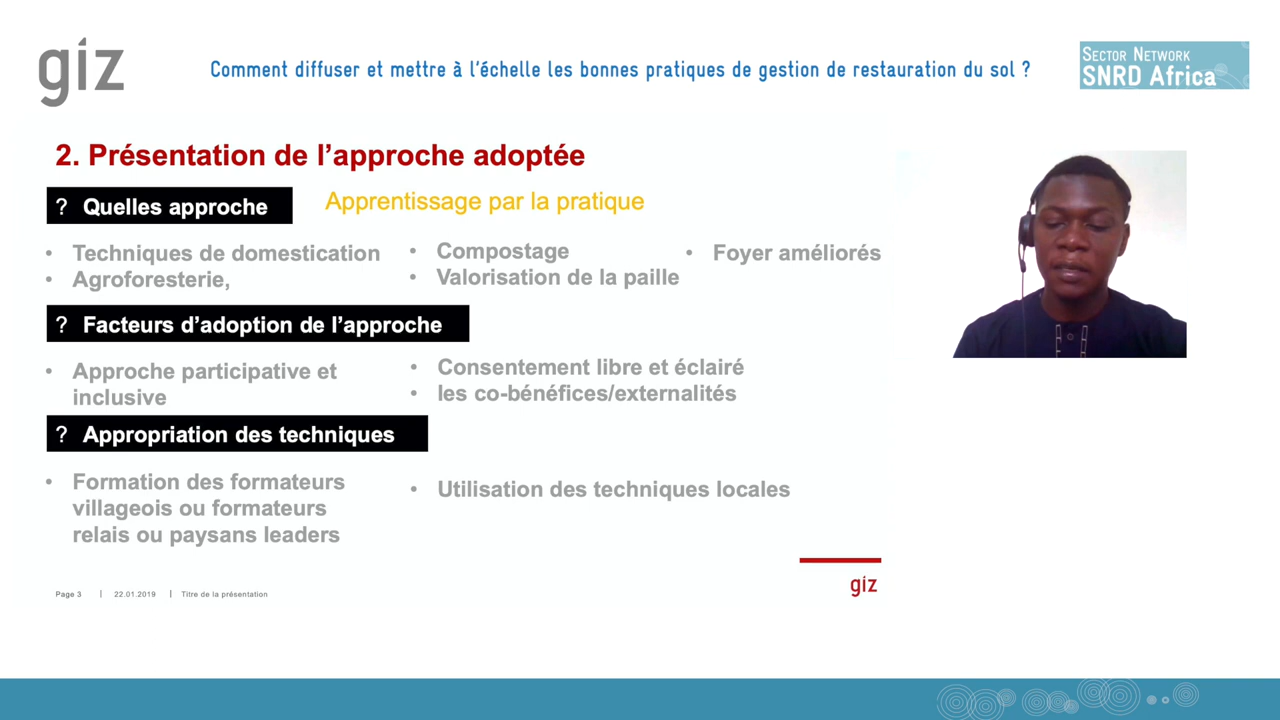 giz
Comment diffuser et mettre à l'échelle les bonnes pratiques de gestion de restauration du sol ?
SECTOR NETWORK
SNRD Africa
2. Présentation de l'approche adoptée
? Quelles approche
Apprentissage par la pratique
• Techniques de domestication
• Agroforesterie,
• Compostage
• Valorisation de la paille
• Foyer améliorés
? Facteurs d'adoption de l'approche
• Approche participative et
inclusive
• Consentement libre et éclairé
• les co-bénéfices/externalités
? Appropriation des techniques
• Formation des formateurs
villageois ou formateurs
relais ou paysans leaders
• Utilisation des techniques locales
giz
Page 3 | 22.01.2019 | Titre de la présentation